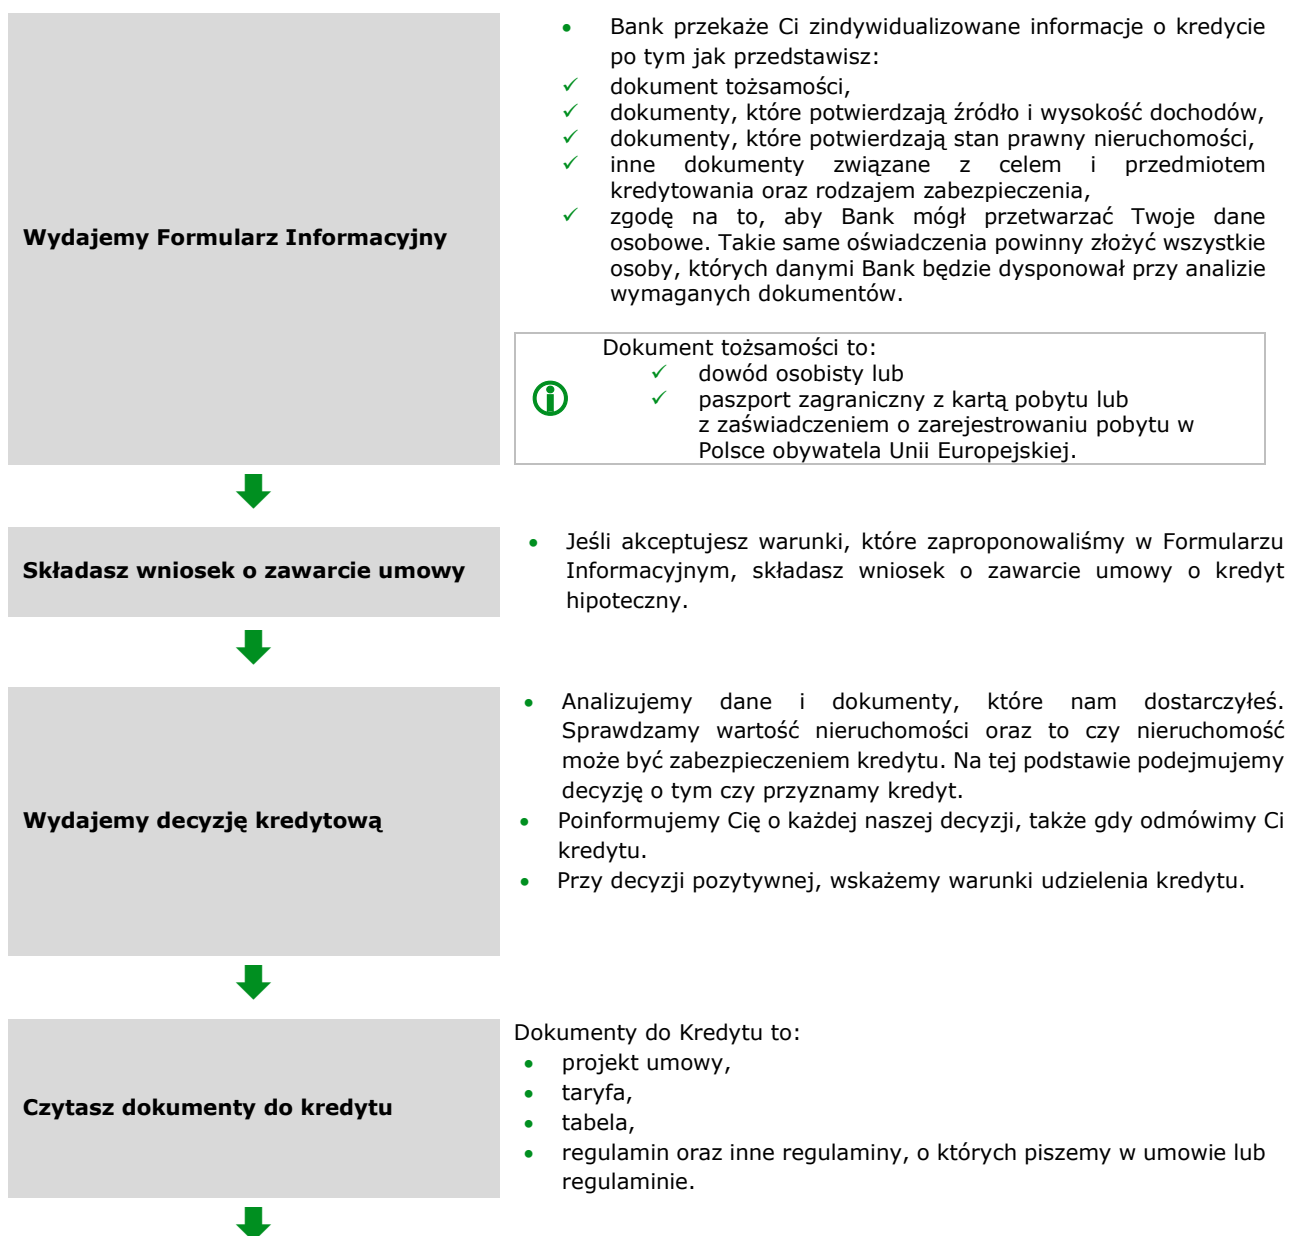 Wydajemy Formularz Informacyjny
• Bank przekaże Ci zindywidualizowane informacje o kredycie
po tym jak przedstawisz:
✓ dokument tożsamości,
✓ dokumenty, które potwierdzają źródło i wysokość dochodów,
✓ dokumenty, które potwierdzają stan prawny nieruchomości,
✓ inne dokumenty związane z celem i przedmiotem
kredytowania oraz rodzajem zabezpieczenia,
✓ zgodę na to, aby Bank mógł przetwarzać Twoje dane
osobowe. Takie same oświadczenia powinny złożyć wszystkie
osoby, których danymi Bank będzie dysponował przy analizie
wymaganych dokumentów.
Dokument tożsamości to:
✓ dowód osobisty lub
✓ paszport zagraniczny z kartą pobytu lub
z zaświadczeniem o zarejestrowaniu pobytu w
Polsce obywatela Unii Europejskiej.
Składasz wniosek o zawarcie umowy
• Jeśli akceptujesz warunki, które zaproponowaliśmy w Formularzu
Informacyjnym, składasz wniosek o zawarcie umowy o kredyt
hipoteczny.
Wydajemy decyzję kredytową
• Analizujemy dane i dokumenty, które nam dostarczyłeś.
Sprawdzamy wartość nieruchomości oraz to czy nieruchomość
może być zabezpieczeniem kredytu. Na tej podstawie podejmujemy
decyzję o tym czy przyznamy kredyt.
• Poinformujemy Cię o każdej naszej decyzji, także gdy odmówimy Ci
kredytu.
• Przy decyzji pozytywnej, wskażemy warunki udzielenia kredytu.
Czytasz dokumenty do kredytu
Dokumenty do Kredytu to:
• projekt umowy,
• taryfa,
• tabela,
• regulamin oraz inne regulaminy, o których piszemy w umowie lub
regulaminie.